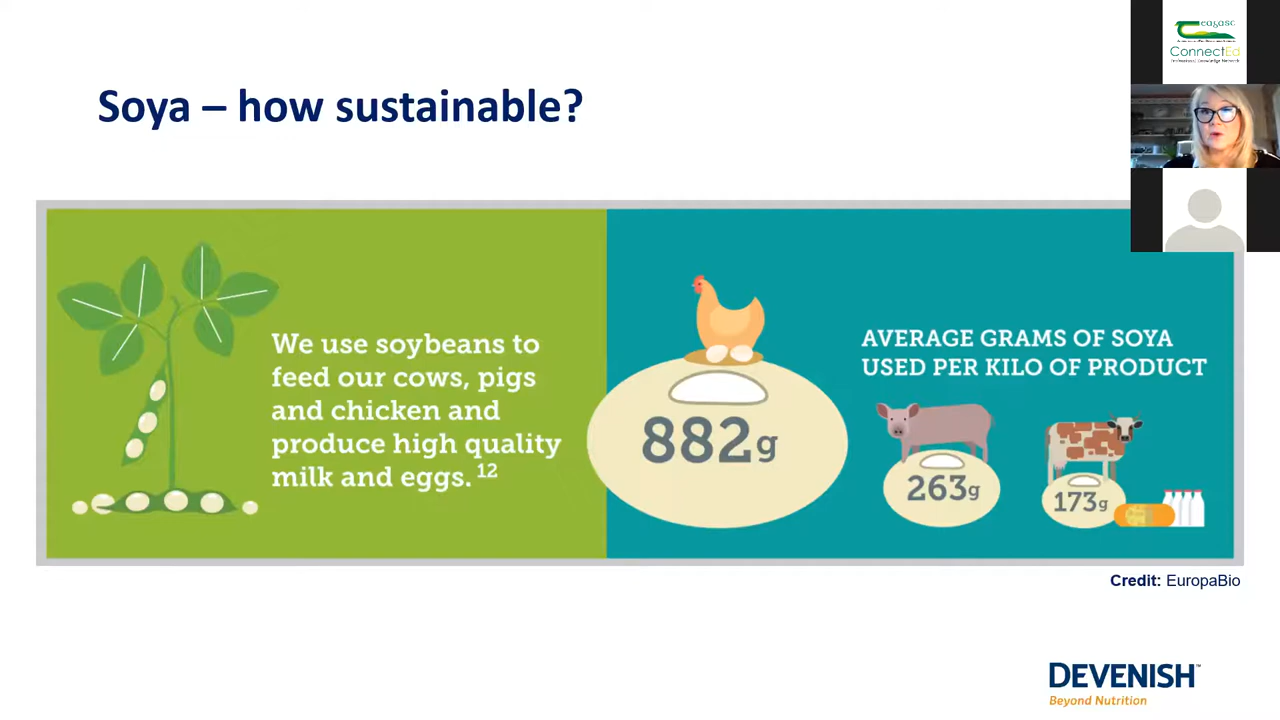 Soya – how sustainable?
We use soybeans to
feed our cows, pigs
and chicken and
produce high quality
milk and eggs. 12
882g
AVERAGE GRAMS OF SOYA
USED PER KILO OF PRODUCT
263g
173g
Credit: EuropaBio
DEVENISH™
Beyond Nutrition
eagasc
ConnectEd